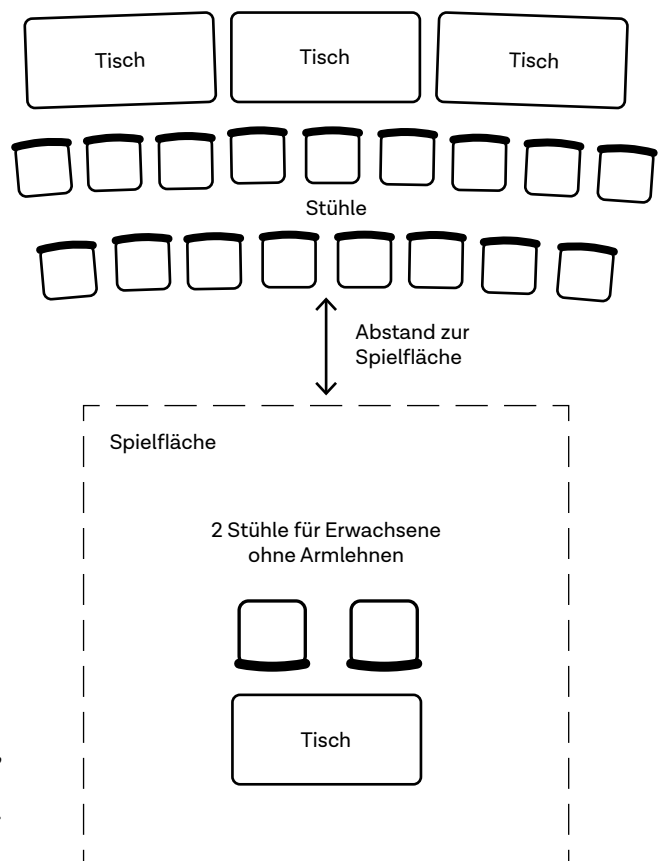 Tisch
Tisch
Tisch
Stühle
Abstand zur
Spielfläche
Spielfläche
2 Stühle für Erwachsene
ohne Armlehnen
Tisch